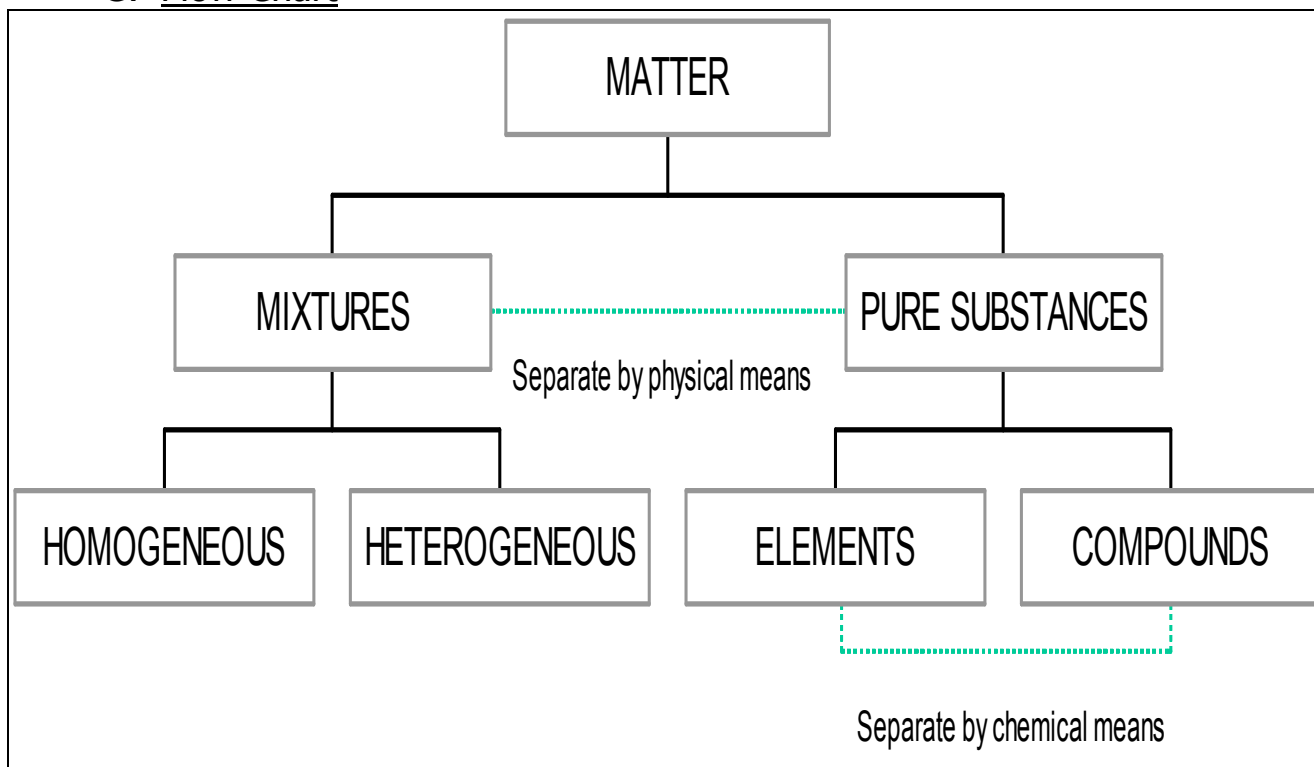 MATTER
MIXTURES
PURE SUBSTANCES
Separate by physical means
HOMOGENEOUS
HETEROGENEOUS
ELEMENTS
COMPOUNDS
Separate by chemical means